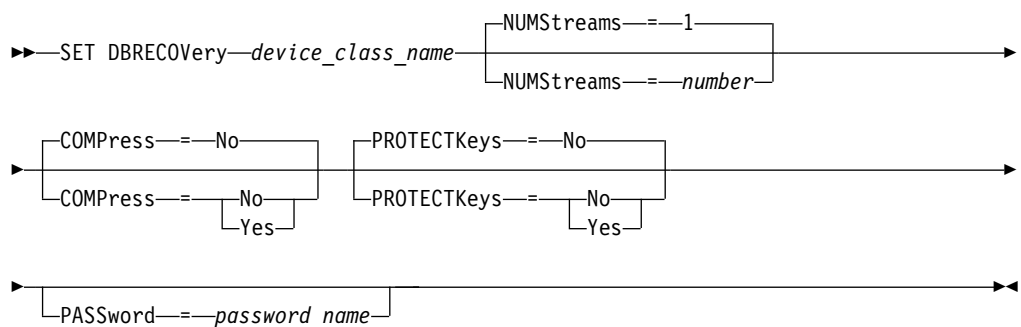 NUMStreams = 1
SET DBRECOVery device_class_name
NUMStreams = number
COMPress = No PROTECTKeys = No
COMPress = No PROTECTKeys = No
Yes Yes
PASSword = password name